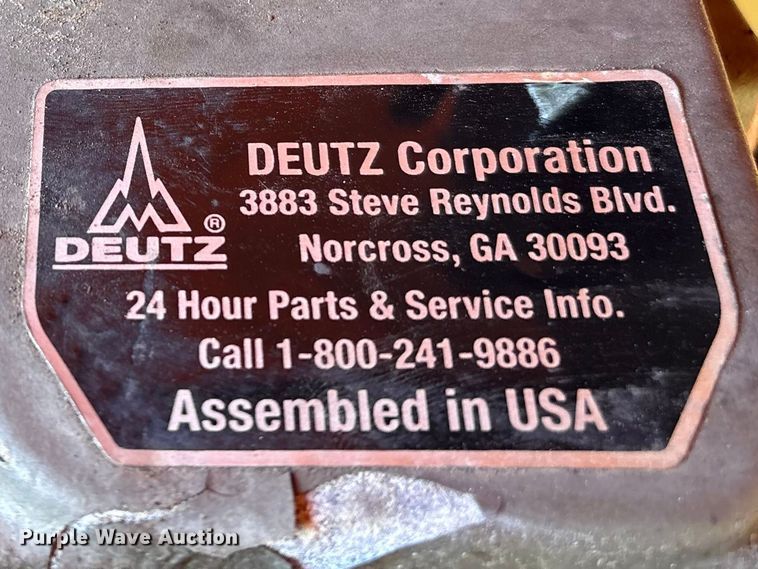 DEUTZ Corporation
3883 Steve Reynolds Blvd.
Norcross, GA 30093
DEUTZ®
24 Hour Parts & Service Info.
Call 1-800-241-9886
Assembled in USA
Purple Wave Auction